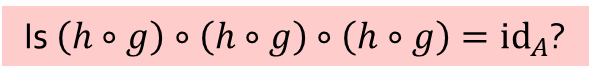 Is (ℎ ∘ 𝑔) ∘ (ℎ ∘ 𝑔) ∘ (ℎ ∘ 𝑔) = id_𝐴?